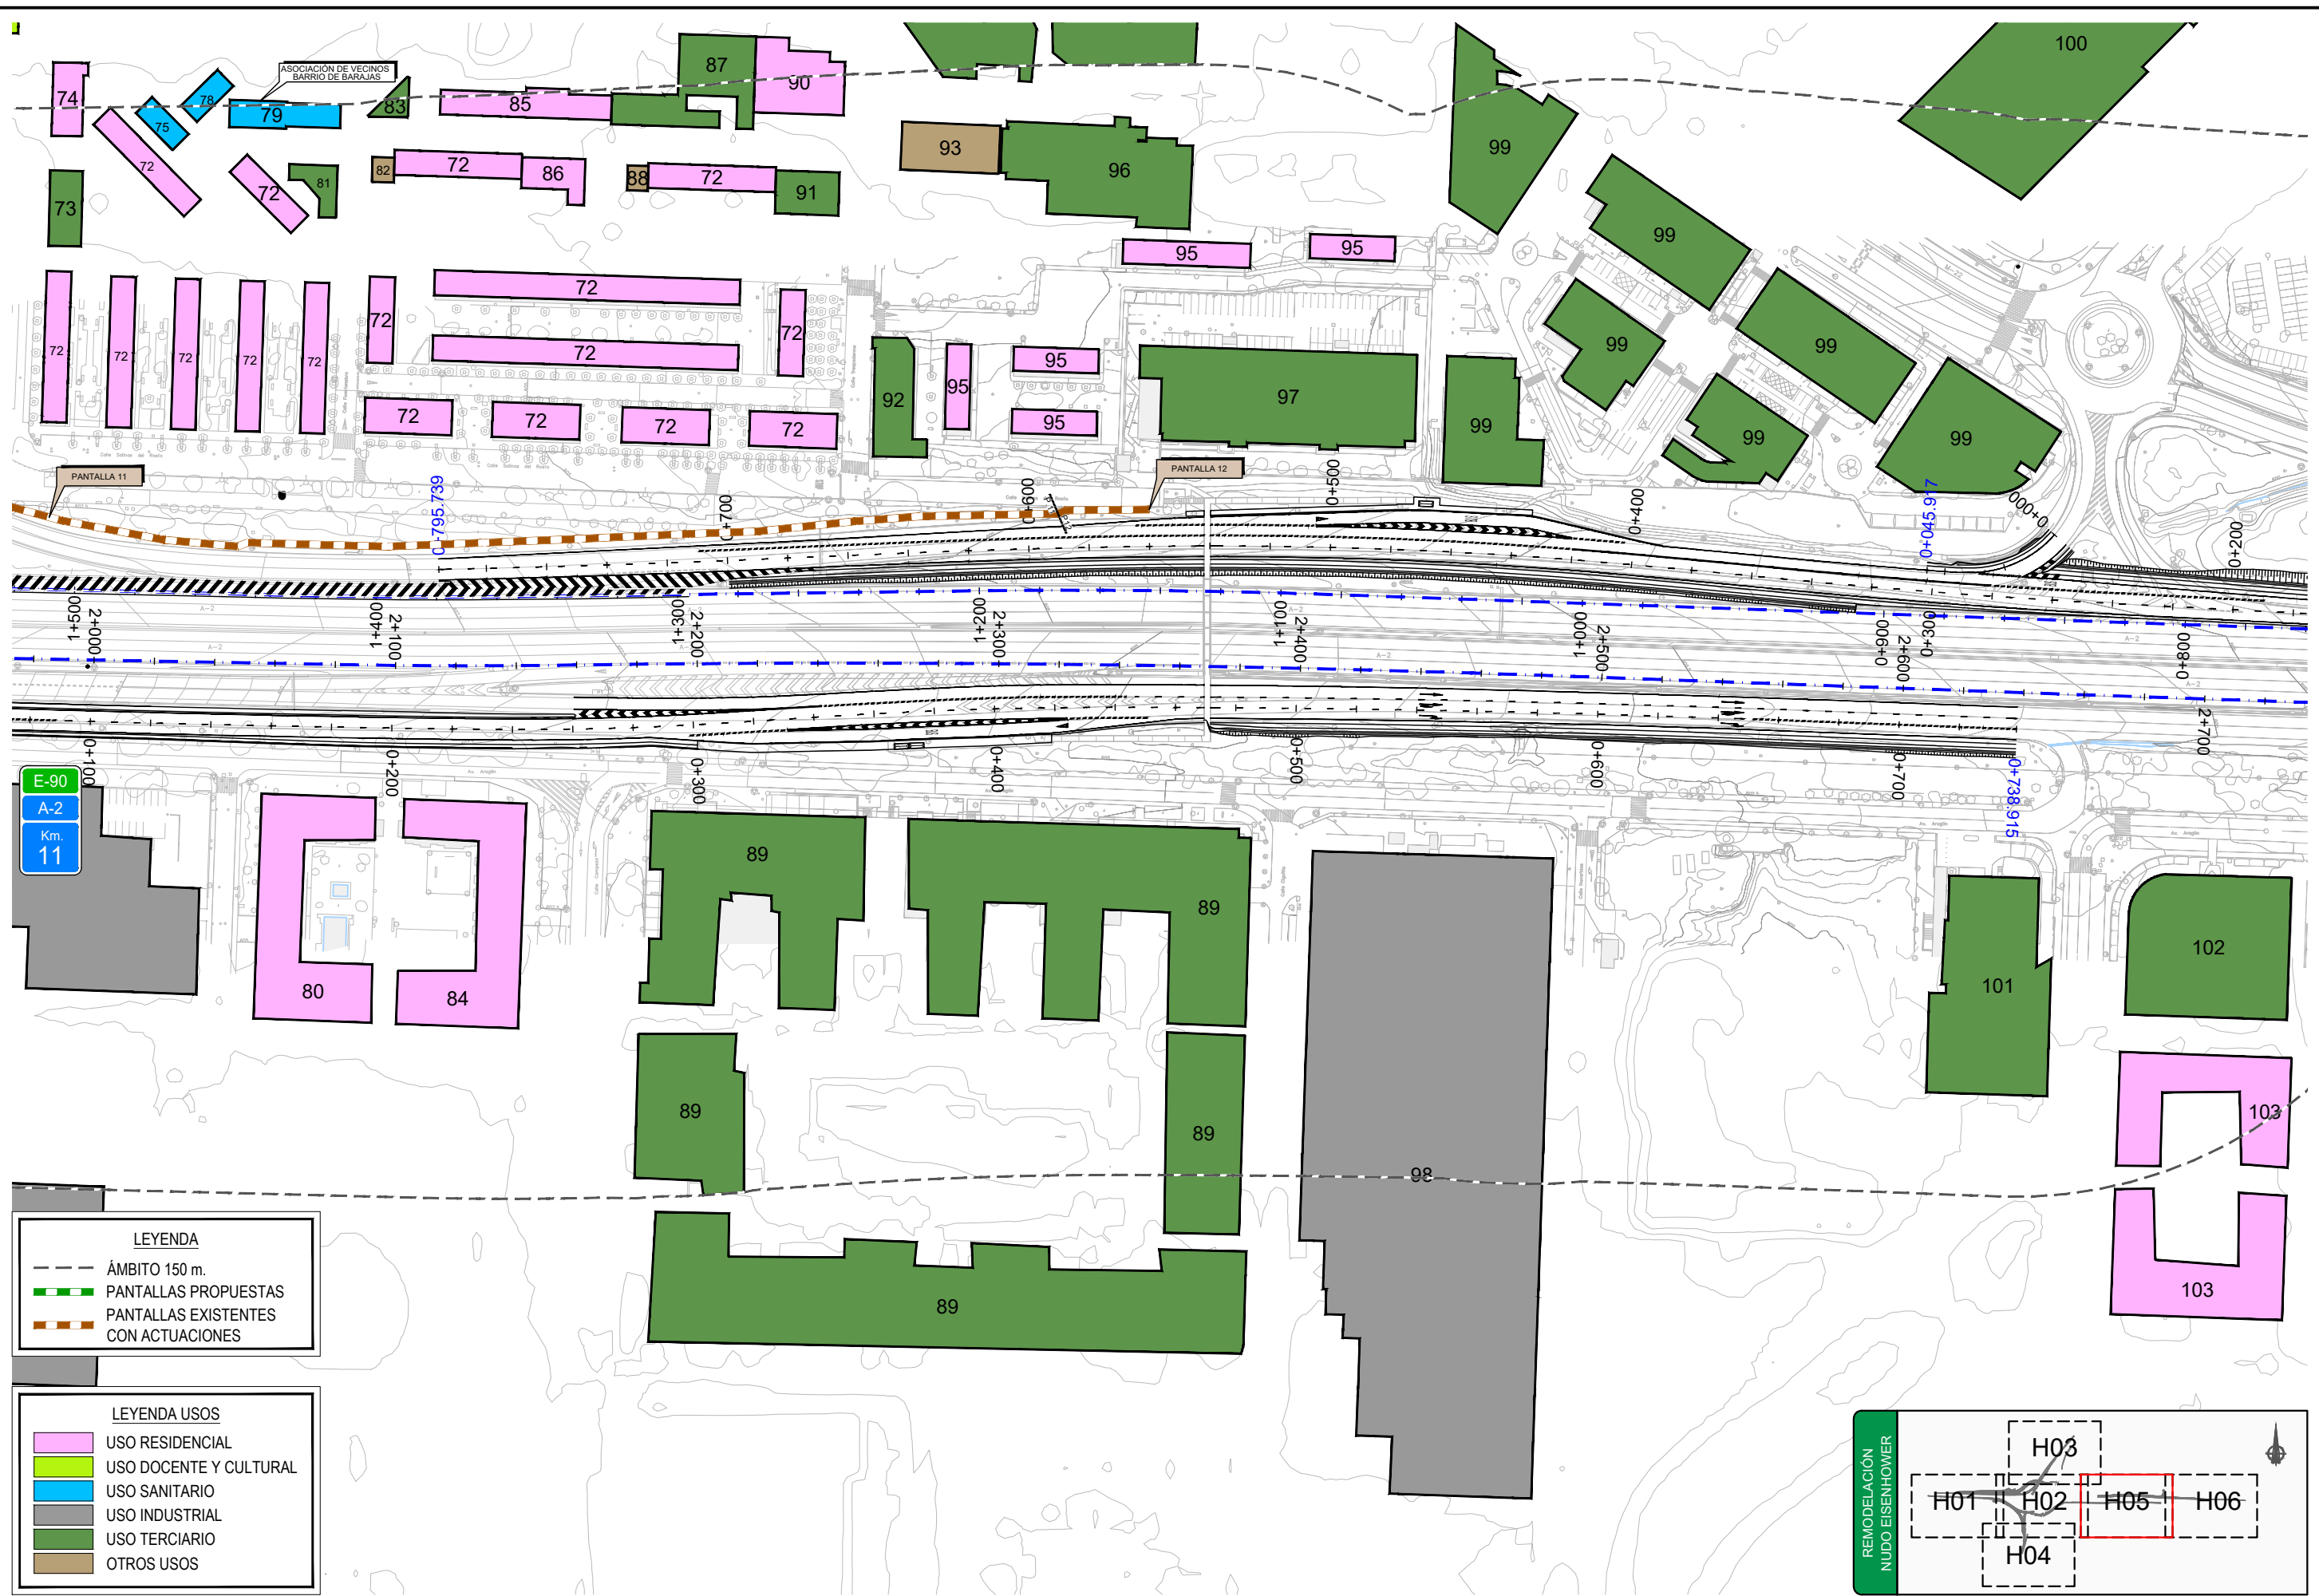 100
87
ASOCIACIÓN DE VECINOS
BARRIO DE BARAJAS
90
74
78
85
83
79
75
93
99
72
72
82
72
86
88
72
91
96
81
73
99
95
95
72
72
72
72
72
72
72
72
72
72
99
99
95
95
92
97
95
72
72
72
72
99
99
99
PANTALLA 11
PANTALLA 12
0-795.739
0+700
0+600
0+500
0+400
0+045.917
0+000
0+200
1+500
2+000
1+400
2+100
1+300
2+200
1+200
2+300
1+100
2+400
1+000
2+500
0+900
2+600
0+300
0+800
A-2
A-2
A-2
A-2
A-2
A-2
2+700
0+100
0+200
0+300
0+400
0+500
0+600
0+700
0+738.915
E-90
A-2
Km.
11
89
89
80
84
98
101
102
89
89
103
89
103
LEYENDA
ÁMBITO 150 m.
PANTALLAS PROPUESTAS
PANTALLAS EXISTENTES
CON ACTUACIONES
LEYENDA USOS
USO RESIDENCIAL
USO DOCENTE Y CULTURAL
USO SANITARIO
USO INDUSTRIAL
USO TERCIARIO
OTROS USOS
REMODELACIÓN
NUDO EISENHOWER
H03
H01
H02
H05
H06
H04